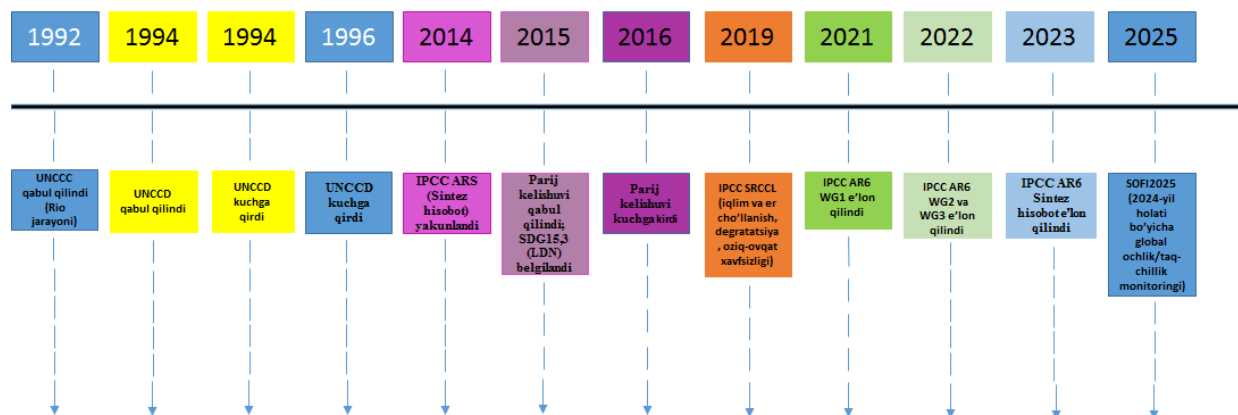 1992
1994
1994
1996
2014
2015
2016
2019
2021
2022
2023
2025
UNCCC
qabul qilindi
(Rio
jarayoni)
UNCCD
qabul qilindi
UNCCD
kuchga
qirdi
UNCCD
kuchga
qirdi
IPCC ARS
(Sintez
hisobot)
yakunlandi
Parij
kelishuvi
qabul
qilindi;
SDG15,3
(LDN)
belgilandi
Parij
kelishuvi
kuchga kirdi
IPCC SRCCL
(iqlim va er
cho'llanish,
degratatsiya
, oziq-ovqat
xavfsizligi)
IPCC AR6
WG1 e'lon
qilindi
IPCC AR6
WG2 va
WG3 e'lon
qilindi
IPCC AR6
Sintez
hisobot e'lon
qilindi
SOFI2025
(2024-yil
holati
bo'yicha
global
ochlik/taq-
chillik
monitoringi)